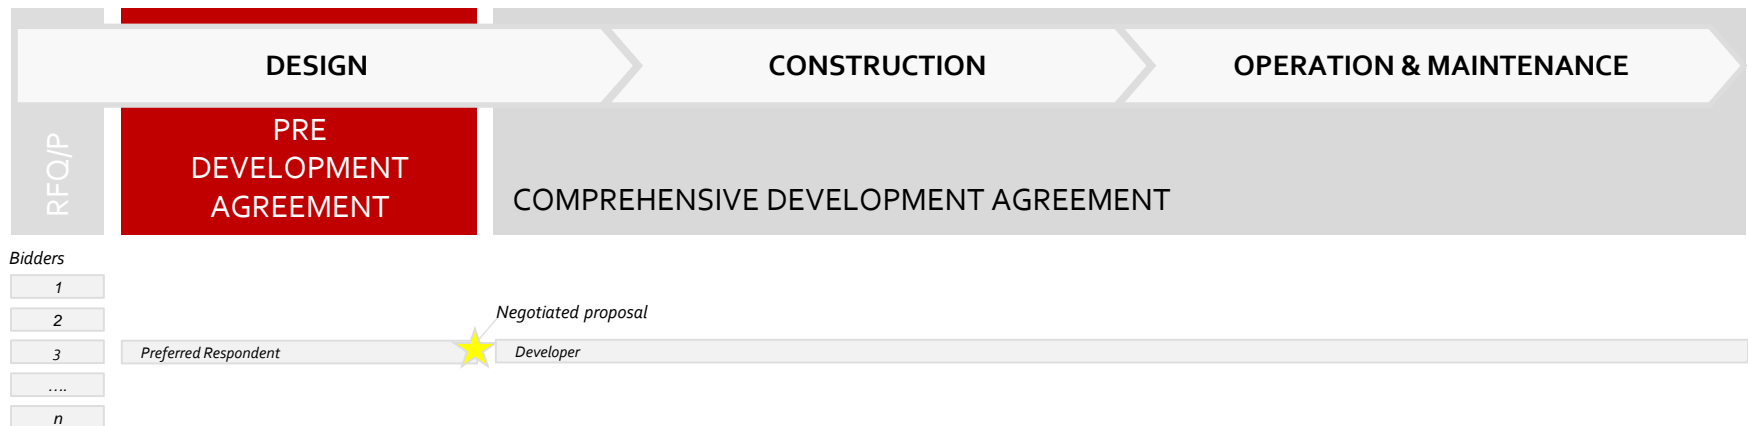 DESIGN
CONSTRUCTION
OPERATION & MAINTENANCE
RFQ/P
PRE
DEVELOPMENT
AGREEMENT
COMPREHENSIVE DEVELOPMENT AGREEMENT
Bidders
1
2
Negotiated proposal
3
Preferred Respondent
Developer
....
n